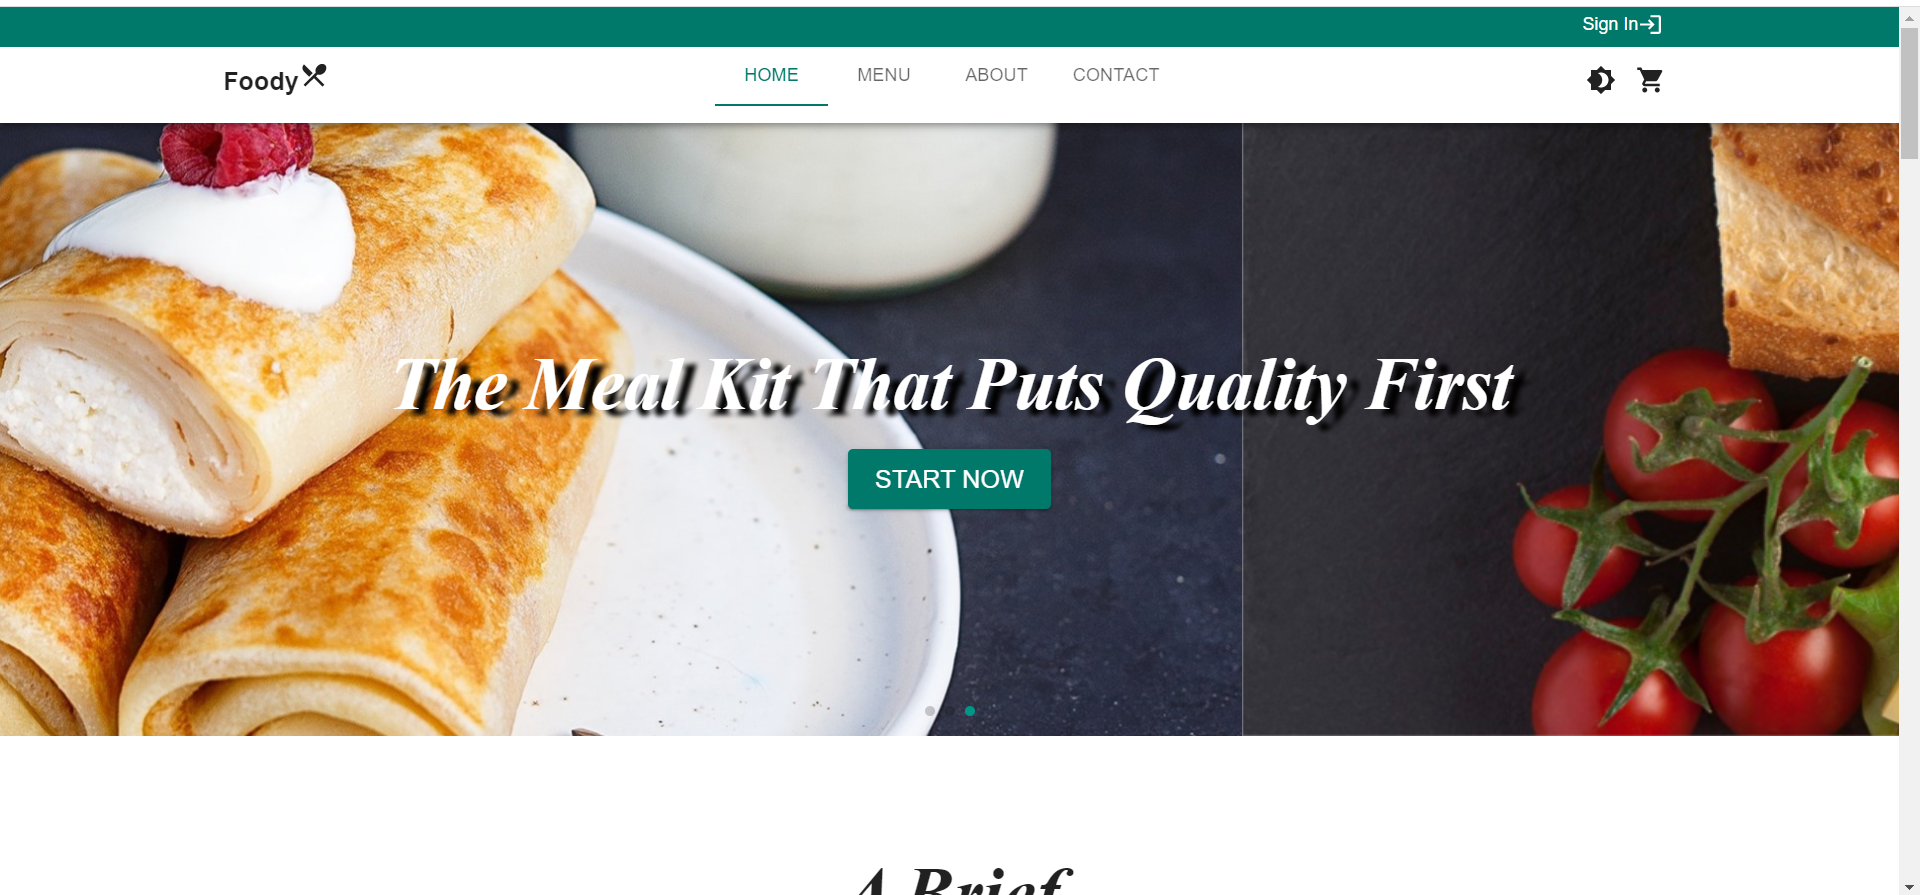 Sign In
Foody
HOME MENU ABOUT CONTACT
The Meal Kit That Puts Quality First
START NOW
A Brief